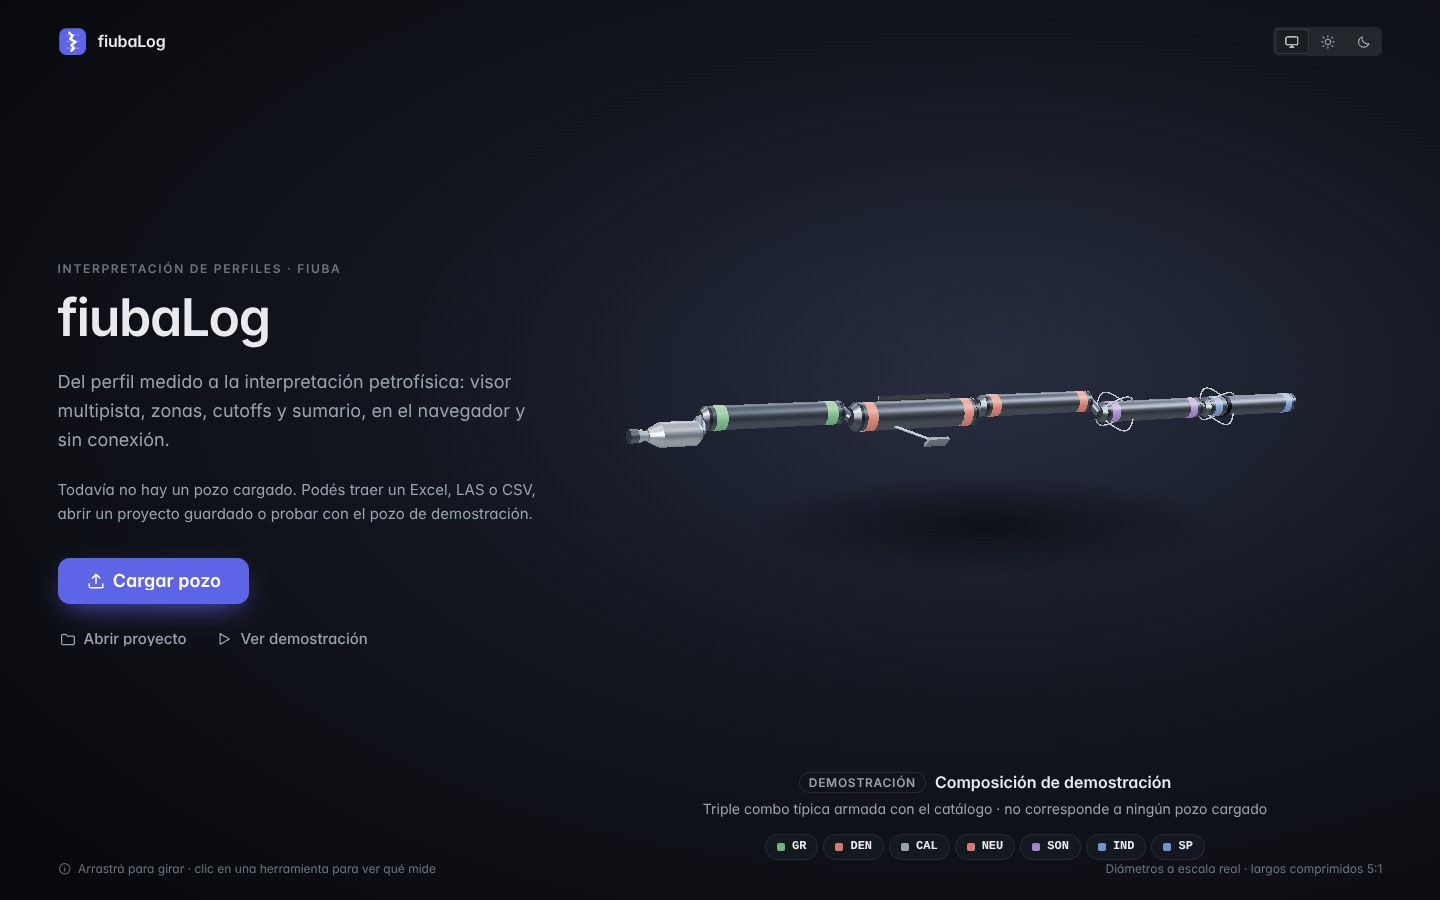 fiubaLog
INTERPRETACIÓN DE PERFILES · FIUBA
fiubaLog
Del perfil medido a la interpretación petrofísica: visor
multipista, zonas, cutoffs y sumario, en el navegador y
sin conexión.
Todavía no hay un pozo cargado. Podés traer un Excel, LAS o CSV,
abrir un proyecto guardado o probar con el pozo de demostración.
Cargar pozo
Abrir proyecto Ver demostración
DEMOSTRACIÓN Composición de demostración
Triple combo típica armada con el catálogo · no corresponde a ningún pozo cargado
GR DEN CAL NEU SON IND SP
Arrastrá para girar · clic en una herramienta para ver qué mide
Diámetros a escala real · largos comprimidos 5:1